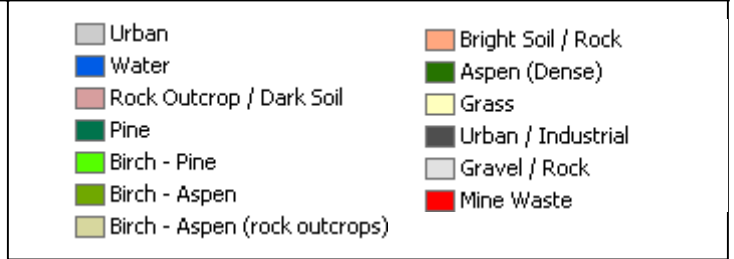 Urban
Water
Rock Outcrop / Dark Soil
Pine
Birch - Pine
Birch - Aspen
Birch - Aspen (rock outcrops)
Bright Soil / Rock
Aspen (Dense)
Grass
Urban / Industrial
Gravel / Rock
Mine Waste